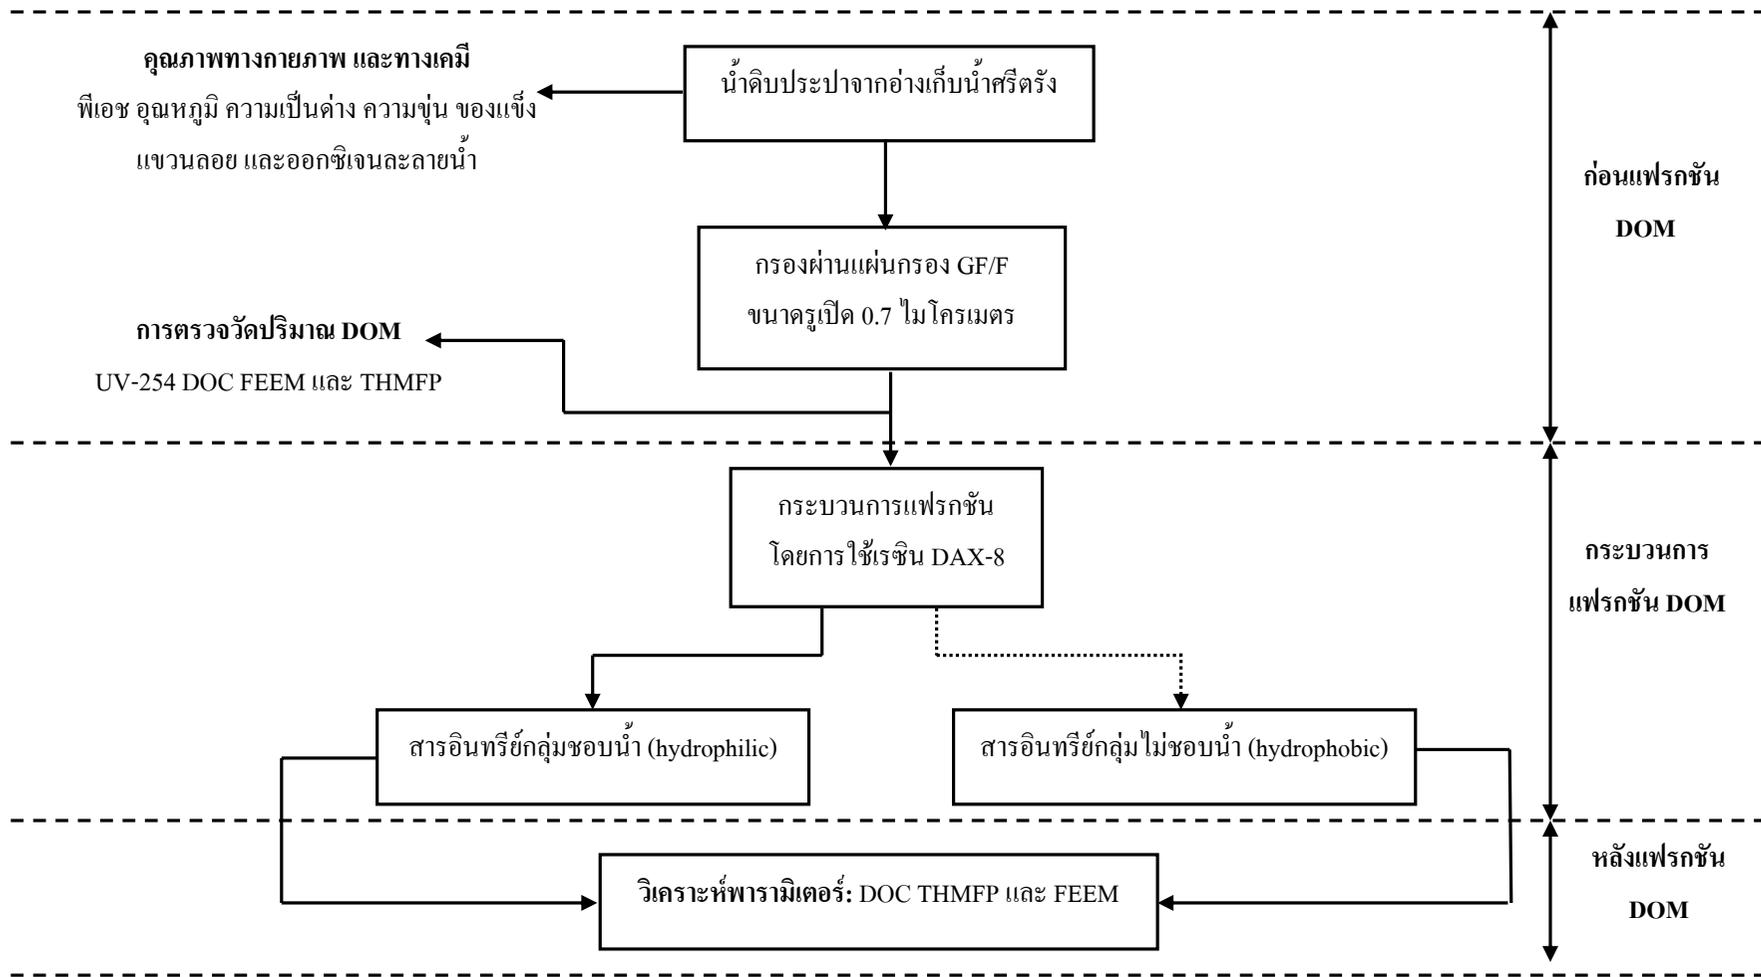 คุณภาพทางกายภาพ และทางเคมี
พีเอช อุณหภูมิ ความเป็นด่าง ความขุ่น ของแข็ง
แขวนลอย และออกซิเจนละลายน้ำ
น้ำดิบประปาจากอ่างเก็บน้ำศรีตรัง
ก่อนแฟรกชัน
DOM
กรองผ่านแผ่นกรอง GF/F
ขนาดรูเปิด 0.7 ไมโครเมตร
การตรวจวัดปริมาณ DOM
UV-254 DOC FEEM และ THMFP
กระบวนการแฟรกชัน
โดยการใช้เรซิน DAX-8
กระบวนการ
แฟรกชัน DOM
สารอินทรีย์กลุ่มชอบน้ำ (hydrophilic)
สารอินทรีย์กลุ่มไม่ชอบน้ำ (hydrophobic)
วิเคราะห์พารามิเตอร์: DOC THMFP และ FEEM
หลังแฟรกชัน
DOM